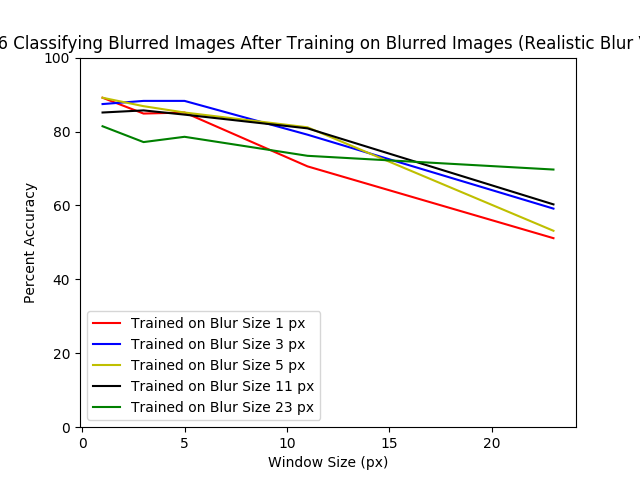 6 Classifying Blurred Images After Training on Blurred Images (Realistic Blur
100
80
60
40
20
0
Percent Accuracy
Trained on Blur Size 1 px
Trained on Blur Size 3 px
Trained on Blur Size 5 px
Trained on Blur Size 11 px
Trained on Blur Size 23 px
0 5 10 15 20
Window Size (px)